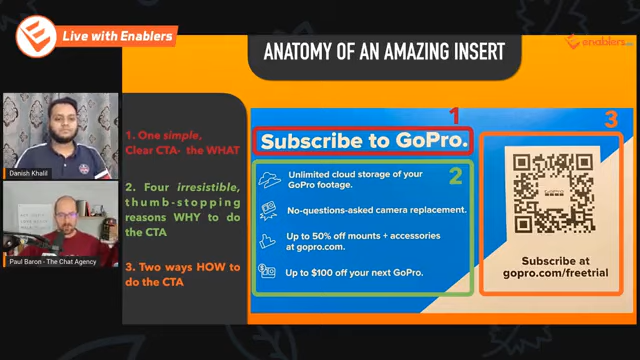 Live with Enablers
ANATOMY OF AN AMAZING INSERT
Enablers
1. One simple,
Clear CTA- the WHAT
2. Four irresistible,
thumb-stopping
reasons WHY to do
the CTA
3. Two ways HOW to
do the CTA
1
Subscribe to GoPro.
2
Unlimited cloud storage of your
GoPro footage.
No-questions-asked camera replacement.
Up to 50% off mounts + accessories
at gopro.com.
Up to $100 off your next GoPro.
3
GoPro
Subscribe at
gopro.com/freetrial
Danish Khalil
Paul Baron - The Chat Agency